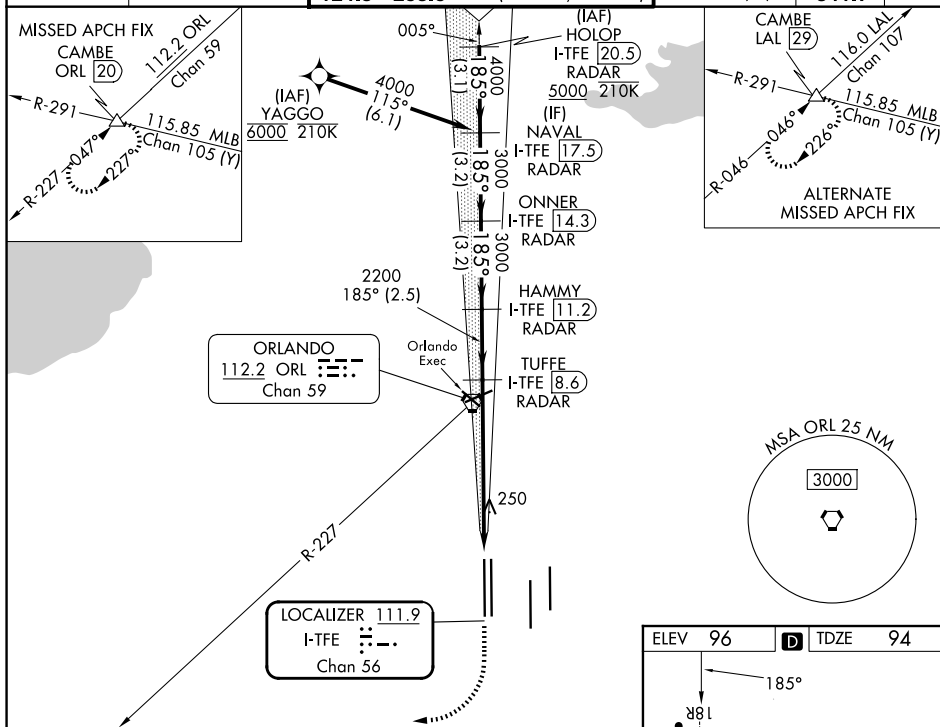 MISSED APCH FIX
CAMBE
ORL 20
112.2 ORL
Chan 59
R-291
115.85 MLB
Chan 105 (Y)
047°
227°
R-227
005°
(IAF)
HOLOP
I-TFE 20.5
RADAR
5000 210K
4000
185°
(3.1)
4000
115°
(6.1)
(IAF)
YAGGO
6000 210K
(IF)
NAVAL
I-TFE 17.5
RADAR
3000
185°
(3.2)
ONNER
I-TFE 14.3
RADAR
3000
185°
(3.2)
HAMMY
I-TFE 11.2
RADAR
2200
185° (2.5)
TUFFE
I-TFE 8.6
RADAR
Orlando
Exec
ORLANDO
112.2 ORL
Chan 59
R-227
250
LOCALIZER 111.9
I-TFE
Chan 56
CAMBE
LAL 29
116.0 LAL
Chan 107
R-291
115.85 MLB
Chan 105 (Y)
046°
226°
R-046
ALTERNATE
MISSED APCH FIX
MSA ORL 25 NM
3000
ELEV 96 D TDZE 94
185°
18R